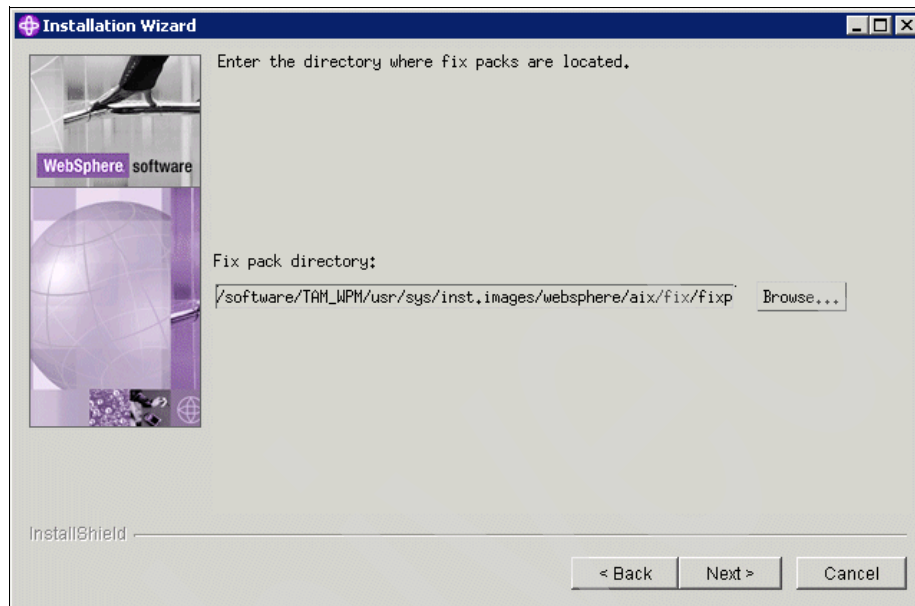 Installation Wizard
Enter the directory where fix packs are located.
WebSphere software
Fix pack directory:
/software/TAM_WPM/usr/sys/inst.images/websphere/aix/fix/fixp
Browse...
InstallShield
< Back
Next >
Cancel